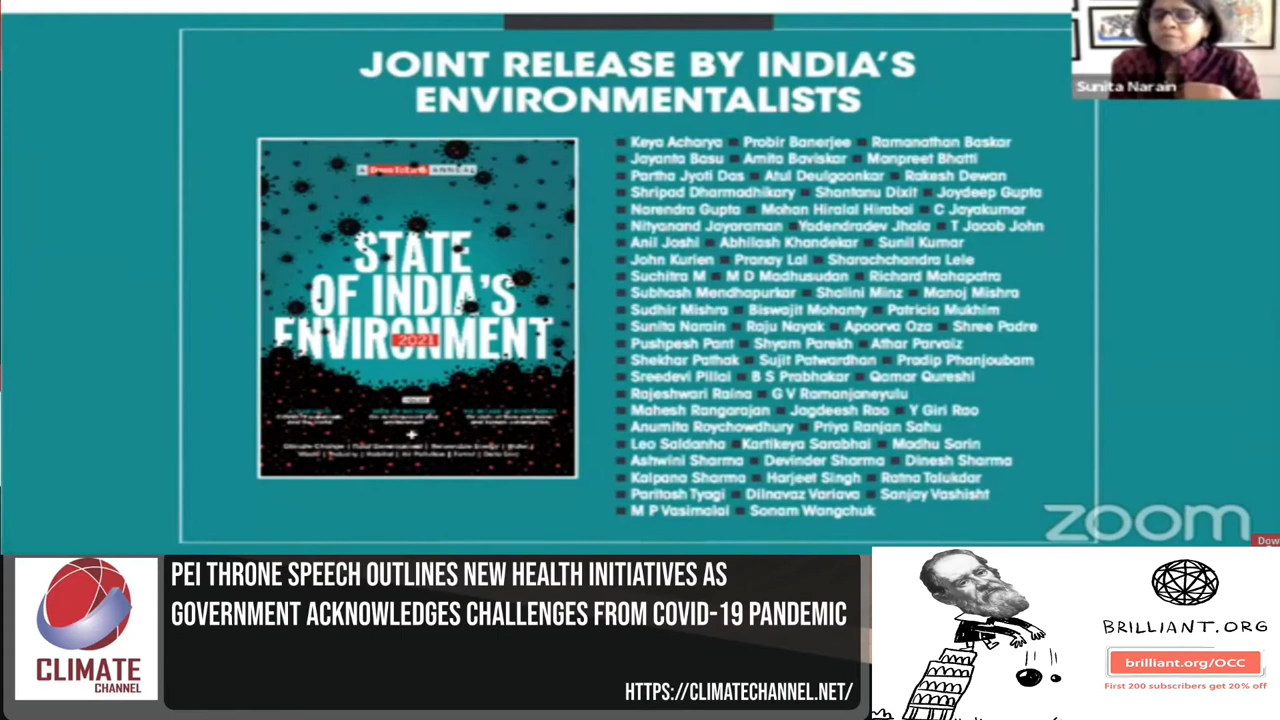 JOINT RELEASE BY INDIA'S
ENVIRONMENTALISTS
Sunita Narain
A DownToEarth ANNUAL
STATE
OF INDIA'S
ENVIRONMENT
2021
Keya Acharya Probir Banerjee Ramanathan Baskar
Jayanta Basu Amita Baviskar Manpreet Bhatti
Partha Jyoti Das Atul Deulgaonkar Rakesh Dewan
Shripad Dharmadhikary Shantanu Dixit Joydeep Gupta
Narendra Gupta Mohan Hiralal Hirabai C Jayakumar
Nityanand Jayaraman Yadendradev Jhala T Jacob John
Anil Joshi Abhilash Khandekar Sunil Kumar
John Kurien Pranay Lal Sharachchandra Lele
Suchitra M M D Madhusudan Richard Mahapatra
Subhash Mendhapurkar Shalini Minz Manoj Mishra
Sudhir Mishra Biswajit Mohanty Patricia Mukhim
Sunita Narain Raju Nayak Apoorva Oza Shree Padre
Pushpesh Pant Shyam Parekh Athar Parvaiz
Shekhar Pathak Sujit Patwardhan Pradip Phanjoubam
Sreedevi Pillai B S Prabhakar Qamar Qureshi
Rajeshwari Raina G V Ramanjaneyulu
Mahesh Rangarajan Jagdeesh Rao Y Giri Rao
Anumita Roychowdhury Priya Ranjan Sahu
Leo Saldanha Kartikeya Sarabhai Madhu Sarin
Ashwini Sharma Devinder Sharma Dinesh Sharma
Kalpana Sharma Harjeet Singh Ratna Talukdar
Paritosh Tyagi Dilnavaz Variava Sanjay Vashisht
M P Vasimalai Sonam Wangchuk
zoom
Dow
CLIMATE
CHANNEL
PEI THRONE SPEECH OUTLINES NEW HEALTH INITIATIVES AS
GOVERNMENT ACKNOWLEDGES CHALLENGES FROM COVID-19 PANDEMIC
HTTPS://CLIMATECHANNEL.NET/
BRILLIANT.ORG
brilliant.org/OCC
First 200 subscribers get 20% off